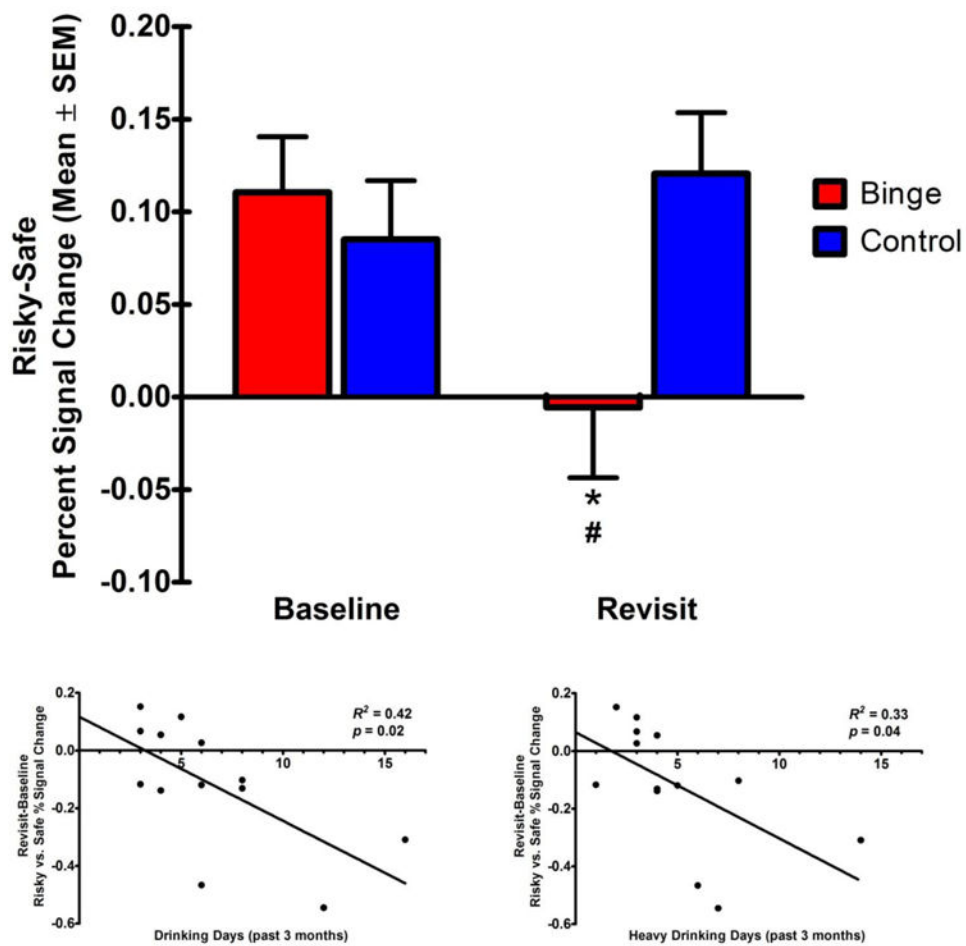 Risky-Safe
Percent Signal Change (Mean ± SEM)
0.20
0.15
0.10
0.05
0.00
-0.05
-0.10
*
#
Baseline
Revisit
Binge
Control
Revisit-Baseline
Risky vs. Safe % Signal Change
0.2
0.0
-0.2
-0.4
-0.6
5
10
15
R² = 0.42
p = 0.02
Drinking Days (past 3 months)
Revisit-Baseline
Risky vs. Safe % Signal Change
0.2
0.0
-0.2
-0.4
-0.6
5
10
15
R² = 0.33
p = 0.04
Heavy Drinking Days (past 3 months)